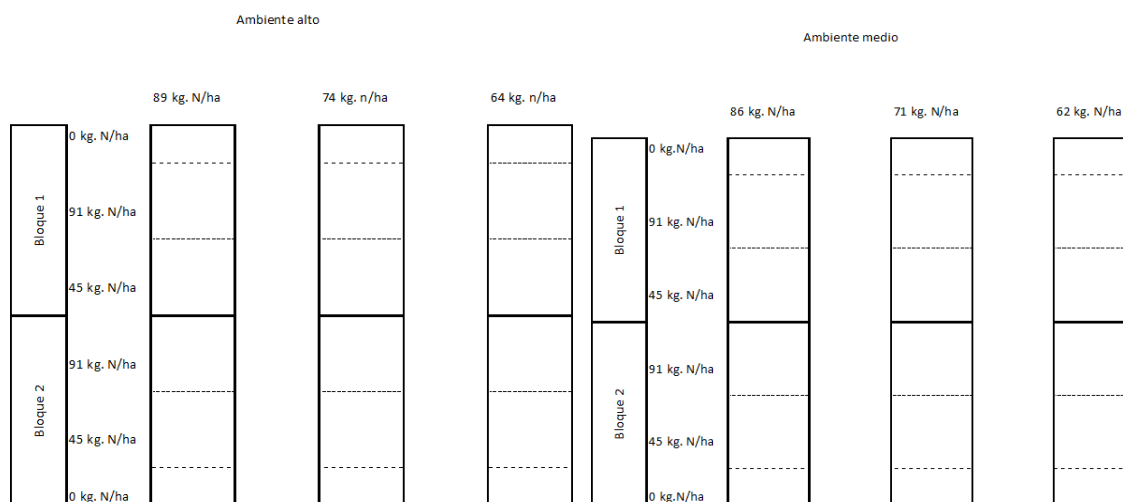 Ambiente alto
89 kg. N/ha
74 kg. n/ha
64 kg. n/ha
Bloque 1
0 kg. N/ha
91 kg. N/ha
45 kg. N/ha
Bloque 2
91 kg. N/ha
45 kg. N/ha
0 kg. N/ha
Ambiente medio
86 kg. N/ha
71 kg. N/ha
62 kg. N/ha
Bloque 1
0 kg.N/ha
91 kg. N/ha
45 kg. N/ha
Bloque 2
91 kg. N/ha
45 kg. N/ha
0 kg.N/ha